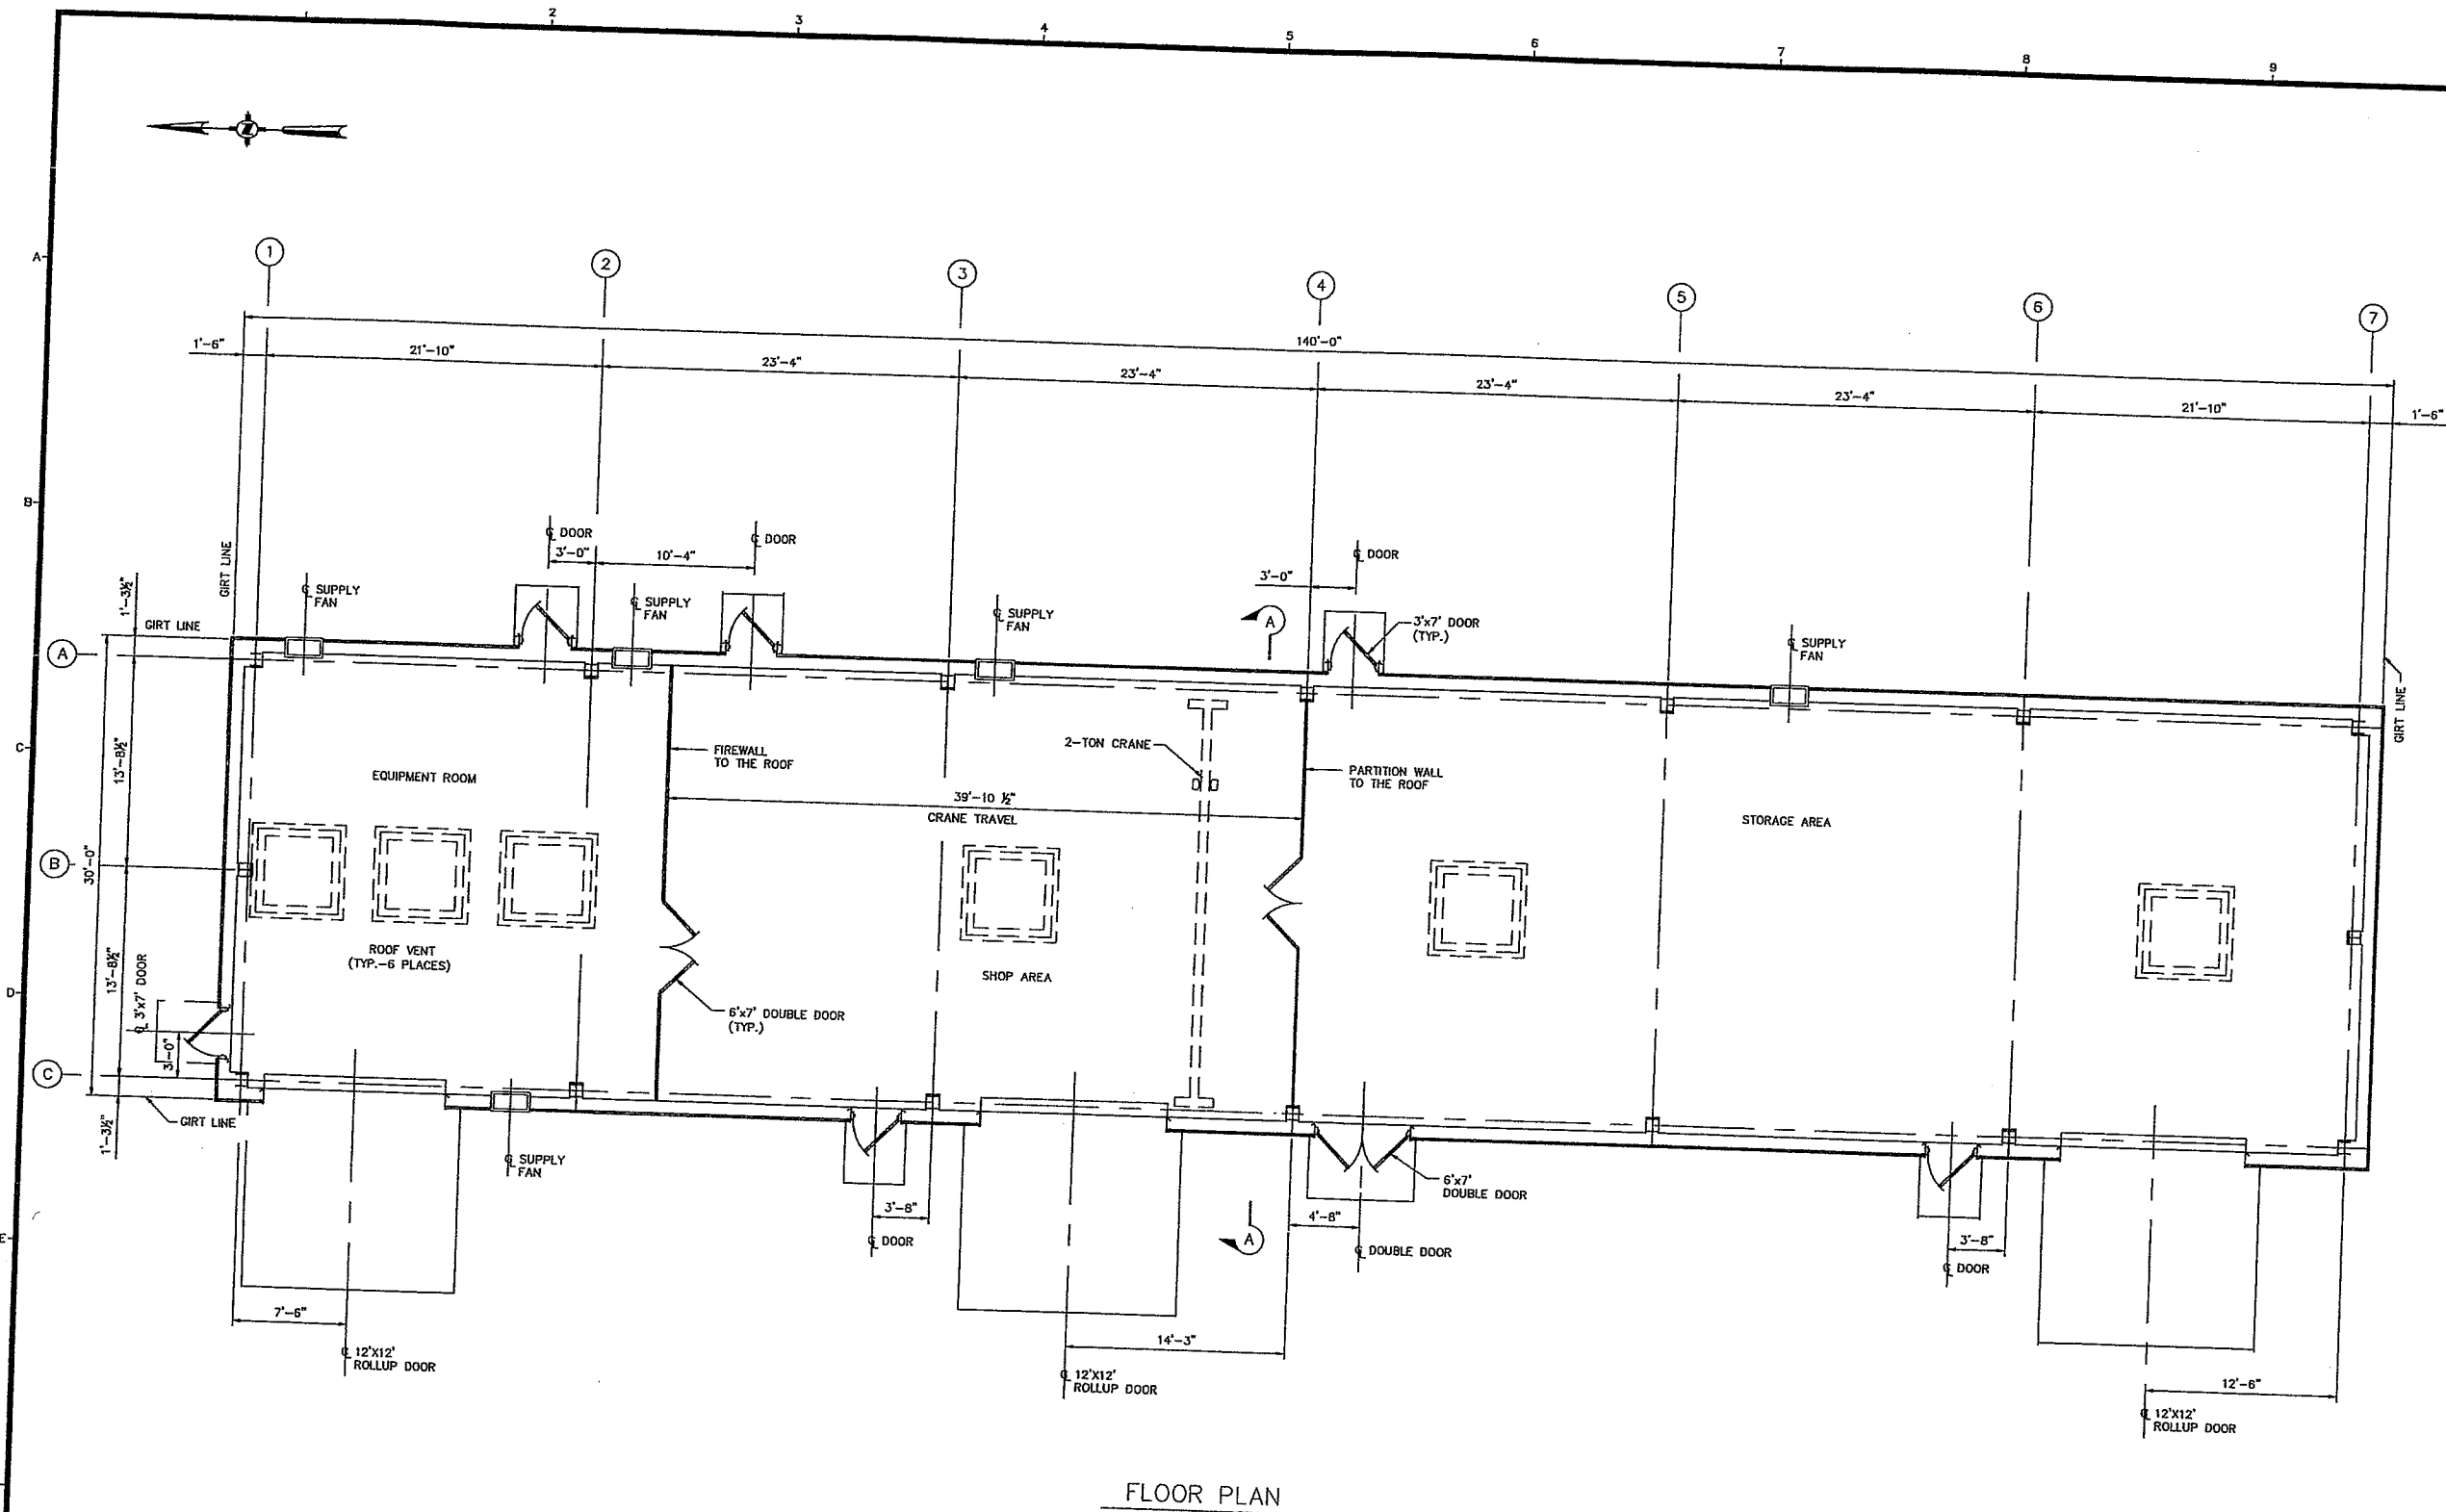 2
3
4
5
6
7
8
9
N
A
B
C
D
E
1
2
3
4
5
6
7
140'-0"
1'-6"
21'-10"
23'-4"
23'-4"
23'-4"
23'-4"
21'-10"
1'-6"
℄ DOOR
3'-0"
10'-4"
℄ DOOR
3'-0"
℄ DOOR
GIRT LINE
1'-3½"
GIRT LINE
A
℄ SUPPLY
FAN
℄ SUPPLY
FAN
℄ SUPPLY
FAN
A
3'x7' DOOR
(TYP.)
℄ SUPPLY
FAN
GIRT LINE
13'-8½"
EQUIPMENT ROOM
FIREWALL
TO THE ROOF
2-TON CRANE
PARTITION WALL
TO THE ROOF
39'-10 ½"
CRANE TRAVEL
STORAGE AREA
B
30'-0"
13'-8½"
℄ 3'x7' DOOR
ROOF VENT
(TYP.-6 PLACES)
SHOP AREA
6'x7' DOUBLE DOOR
(TYP.)
3'-0"
C
GIRT LINE
1'-3½"
℄ SUPPLY
FAN
3'-8"
℄ DOOR
A
4'-8"
6'x7'
DOUBLE DOOR
℄ DOUBLE DOOR
3'-8"
℄ DOOR
7'-6"
℄ 12'X12'
ROLLUP DOOR
14'-3"
℄ 12'X12'
ROLLUP DOOR
12'-6"
℄ 12'X12'
ROLLUP DOOR
FLOOR PLAN